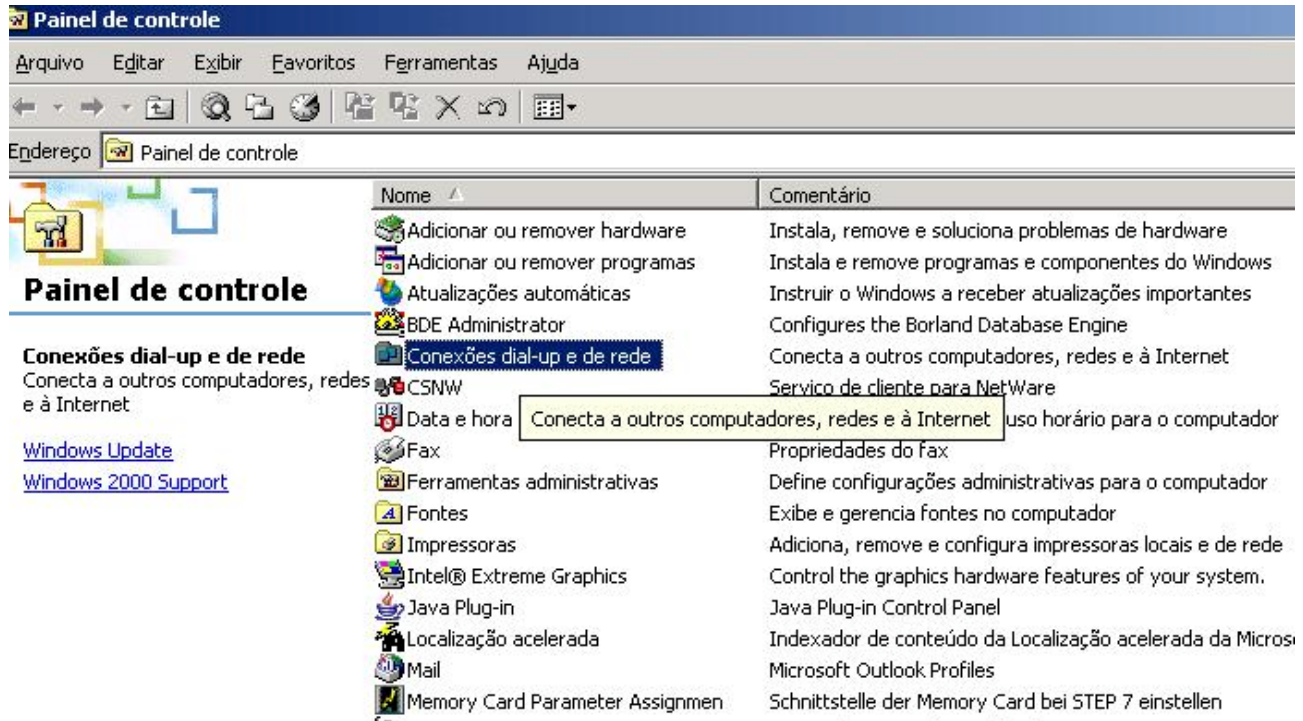 Painel de controle
Arquivo Editar Exibir Favoritos Ferramentas Ajuda
Endereço Painel de controle
Painel de controle
Conexões dial-up e de rede
Conecta a outros computadores, redes
e à Internet
Windows Update
Windows 2000 Support
Nome Comentário
Adicionar ou remover hardware Instala, remove e soluciona problemas de hardware
Adicionar ou remover programas Instala e remove programas e componentes do Windows
Atualizações automáticas Instruir o Windows a receber atualizações importantes
BDE Administrator Configures the Borland Database Engine
Conexões dial-up e de rede Conecta a outros computadores, redes e à Internet
CSNW Serviço de cliente para NetWare
Data e hora Conecta a outros computadores, redes e à Internet uso horário para o computador
Fax Propriedades do fax
Ferramentas administrativas Define configurações administrativas para o computador
Fontes Exibe e gerencia fontes no computador
Impressoras Adiciona, remove e configura impressoras locais e de rede
Intel® Extreme Graphics Control the graphics hardware features of your system.
Java Plug-in Java Plug-in Control Panel
Localização acelerada Indexador de conteúdo da Localização acelerada da Micros
Mail Microsoft Outlook Profiles
Memory Card Parameter Assignmen Schnittstelle der Memory Card bei STEP 7 einstellen